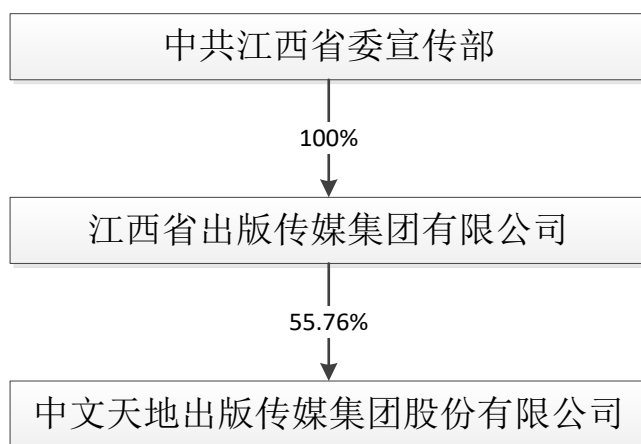 中共江西省委宣传部
100%
江西省出版传媒集团有限公司
55.76%
中文天地出版传媒集团股份有限公司